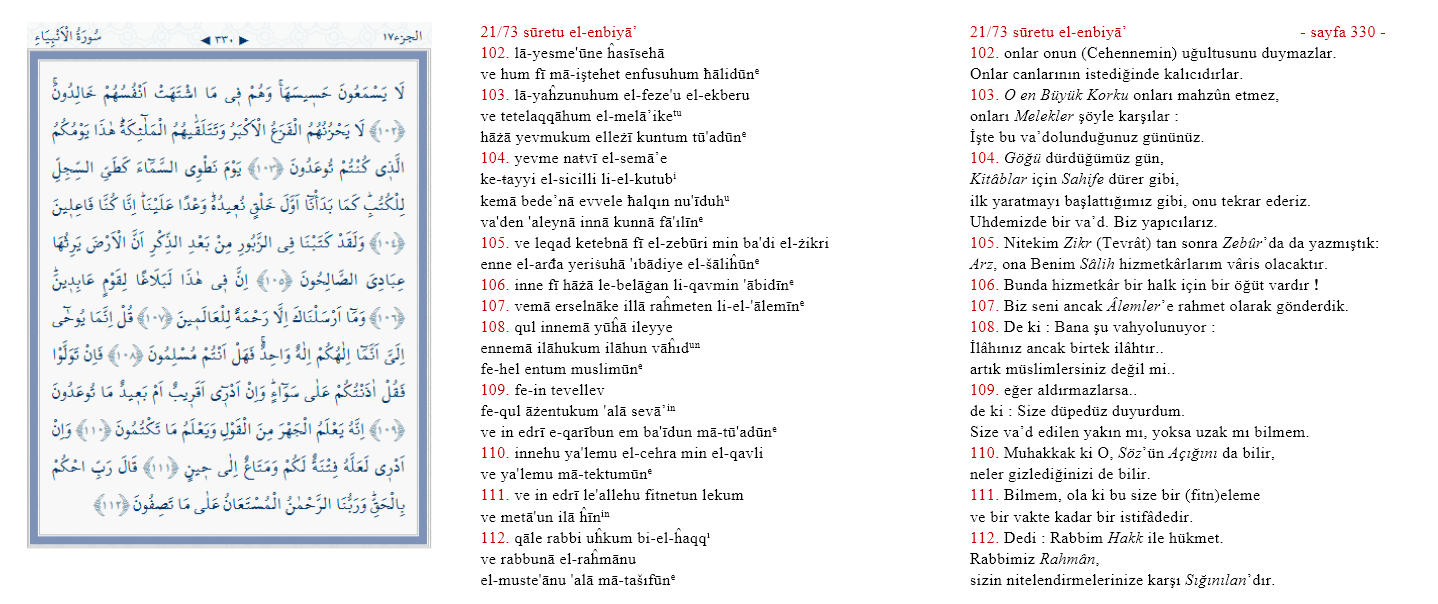 الجزء١٧
٣٣٠
سُورَةُ الْاَنْبِيَاءِ
لَا يَسْمَعُونَ حَس۪يسَهَاۚ وَهُمْ ف۪ي مَا اشْتَهَتْ اَنْفُسُهُمْ خَالِدُونَۚ
﴿١٠٢﴾ لَا يَحْزُنُهُمُ الْفَزَعُ الْاَكْبَرُ وَتَتَلَقّٰيهُمُ الْمَلٰٓئِكَةُۜ هٰذَا يَوْمُكُمُ
الَّذ۪ي كُنْتُمْ تُوعَدُونَ ﴿١٠٣﴾ يَوْمَ نَطْوِي السَّمَٓاءَ كَطَيِّ السِّجِلِّ
لِلْكُتُبِۜ كَمَا بَدَأْنَٓا اَوَّلَ خَلْقٍ نُع۪يدُهُۜ وَعْدًا عَلَيْنَاۜ اِنَّا كُنَّا فَاعِل۪ينَ
﴿١٠٤﴾ وَلَقَدْ كَتَبْنَا فِي الزَّبُورِ مِنْ بَعْدِ الذِّكْرِ اَنَّ الْاَرْضَ يَرِثُهَا
عِبَادِيَ الصَّالِحُونَ ﴿١٠٥﴾ اِنَّ ف۪ي هٰذَا لَبَلَاغًا لِقَوْمٍ عَابِد۪ينَۜ
﴿١٠٦﴾ وَمَٓا اَرْسَلْنَاكَ اِلَّا رَحْمَةً لِلْعَالَم۪ينَ ﴿١٠٧﴾ قُلْ اِنَّمَا يُوحٰٓى
اِلَيَّ اَنَّمَٓا اِلٰهُكُمْ اِلٰهٌ وَاحِدٌۚ فَهَلْ اَنْتُمْ مُسْلِمُونَ ﴿١٠٨﴾ فَاِنْ تَوَلَّوْا
فَقُلْ اٰذَنْتُكُمْ عَلٰى سَوَٓاءٍۜ وَاِنْ اَدْر۪ٓي اَقَر۪يبٌ اَمْ بَع۪يدٌ مَا تُوعَدُونَ
﴿١٠٩﴾ اِنَّهُ يَعْلَمُ الْجَهْرَ مِنَ الْقَوْلِ وَيَعْلَمُ مَا تَكْتُمُونَ ﴿١١٠﴾ وَاِنْ
اَدْر۪ي لَعَلَّهُ فِتْنَةٌ لَكُمْ وَمَتَاعٌ اِلٰى ح۪ينٍ ﴿١١١﴾ قَالَ رَبِّ احْكُمْ
بِالْحَقِّۜ وَرَبُّنَا الرَّحْمٰنُ الْمُسْتَعَانُ عَلٰى مَا تَصِفُونَ ﴿١١٢﴾
21/73 sūretu el-enbiyā’
102. lā-yesme'ūne ĥasīsehā
ve hum fī mā-iştehet enfusuhum ħālidūnᵉ
103. lā-yaĥzunuhum el-feze'u el-ekberu
ve tetelaqqāhum el-melā’iketᵘ
hāżā yevmukum elleżī kuntum tū'adūnᵉ
104. yevme naŧvī el-semā’e
ke-ŧayyi el-sicilli li-el-kutubⁱ
kemā bede’nā evvele ħalqın nu'īduhᵘ
va'den 'aleynā innā kunnā fā'ılīnᵉ
105. ve leqad ketebnā fī el-zebūri min ba'di el-żikri
enne el-arđa yeriśuhā 'ıbādiye el-šāliĥūnᵉ
106. inne fī hāżā le-belāġan li-qavmin 'ābidīnᵉ
107. vemā erselnāke illā raĥmeten li-el-'ālemīnᵉ
108. qul innemā yūĥā ileyye
ennemā ilāhukum ilāhun vāĥıdᵘⁿ
fe-hel entum muslimūnᵉ
109. fe-in tevellev
fe-qul āżentukum 'alā sevā’ⁱⁿ
ve in edrī e-qarībun em ba'īdun mā-tū'adūnᵉ
110. innehu ya'lemu el-cehra min el-qavli
ve ya'lemu mā-tektumūnᵉ
111. ve in edrī le'allehu fitnetun lekum
ve metā'un ilā ĥīnⁱⁿ
112. qāle rabbi uĥkum bi-el-ĥaqqᶦ
ve rabbunā el-raĥmānu
el-muste'ānu 'alā mā-tašıfūnᵉ
21/73 sūretu el-enbiyā’ - sayfa 330 -
102. onlar onun (Cehennemin) uğultusunu duymazlar.
Onlar canlarının istediğinde kalıcıdırlar.
103. O en Büyük Korku onları mahzûn etmez,
onları Melekler şöyle karşılar :
İşte bu va’dolunduğunuz gününüz.
104. Göğü dürdüğümüz gün,
Kitâblar için Sahife dürer gibi,
ilk yaratmayı başlattığımız gibi, onu tekrar ederiz.
Uhdemizde bir va’d. Biz yapıcılarız.
105. Nitekim Zikr (Tevrât) tan sonra Zebûr’da da yazmıştık:
Arz, ona Benim Sâlih hizmetkârlarım vâris olacaktır.
106. Bunda hizmetkâr bir halk için bir öğüt vardır !
107. Biz seni ancak Âlemler’e rahmet olarak gönderdik.
108. De ki : Bana şu vahyolunuyor :
İlâhınız ancak birtek ilâhtır..
artık müslimlersiniz değil mi..
109. eğer aldırmazlarsa..
de ki : Size düpedüz duyurdum.
Size va’d edilen yakın mı, yoksa uzak mı bilmem.
110. Muhakkak ki O, Söz’ün Açığını da bilir,
neler gizlediğinizi de bilir.
111. Bilmem, ola ki bu size bir (fitn)eleme
ve bir vakte kadar bir istifâdedir.
112. Dedi : Rabbim Hakk ile hükmet.
Rabbimiz Rahmân,
sizin nitelendirmelerinize karşı Sığınılan’dır.